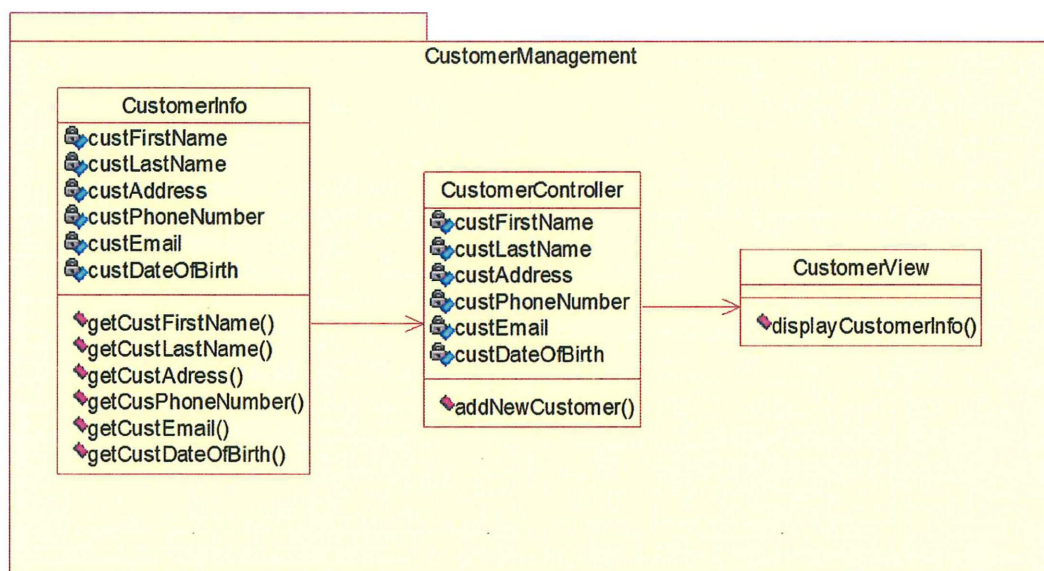 CustomerManagement
CustomerInfo
custFirstName
custLastName
custAddress
custPhoneNumber
custEmail
custDateOfBirth
getCustFirstName()
getCustLastName()
getCustAdress()
getCusPhoneNumber()
getCustEmail()
getCustDateOfBirth()
CustomerController
custFirstName
custLastName
custAddress
custPhoneNumber
custEmail
custDateOfBirth
addNewCustomer()
CustomerView
displayCustomerInfo()